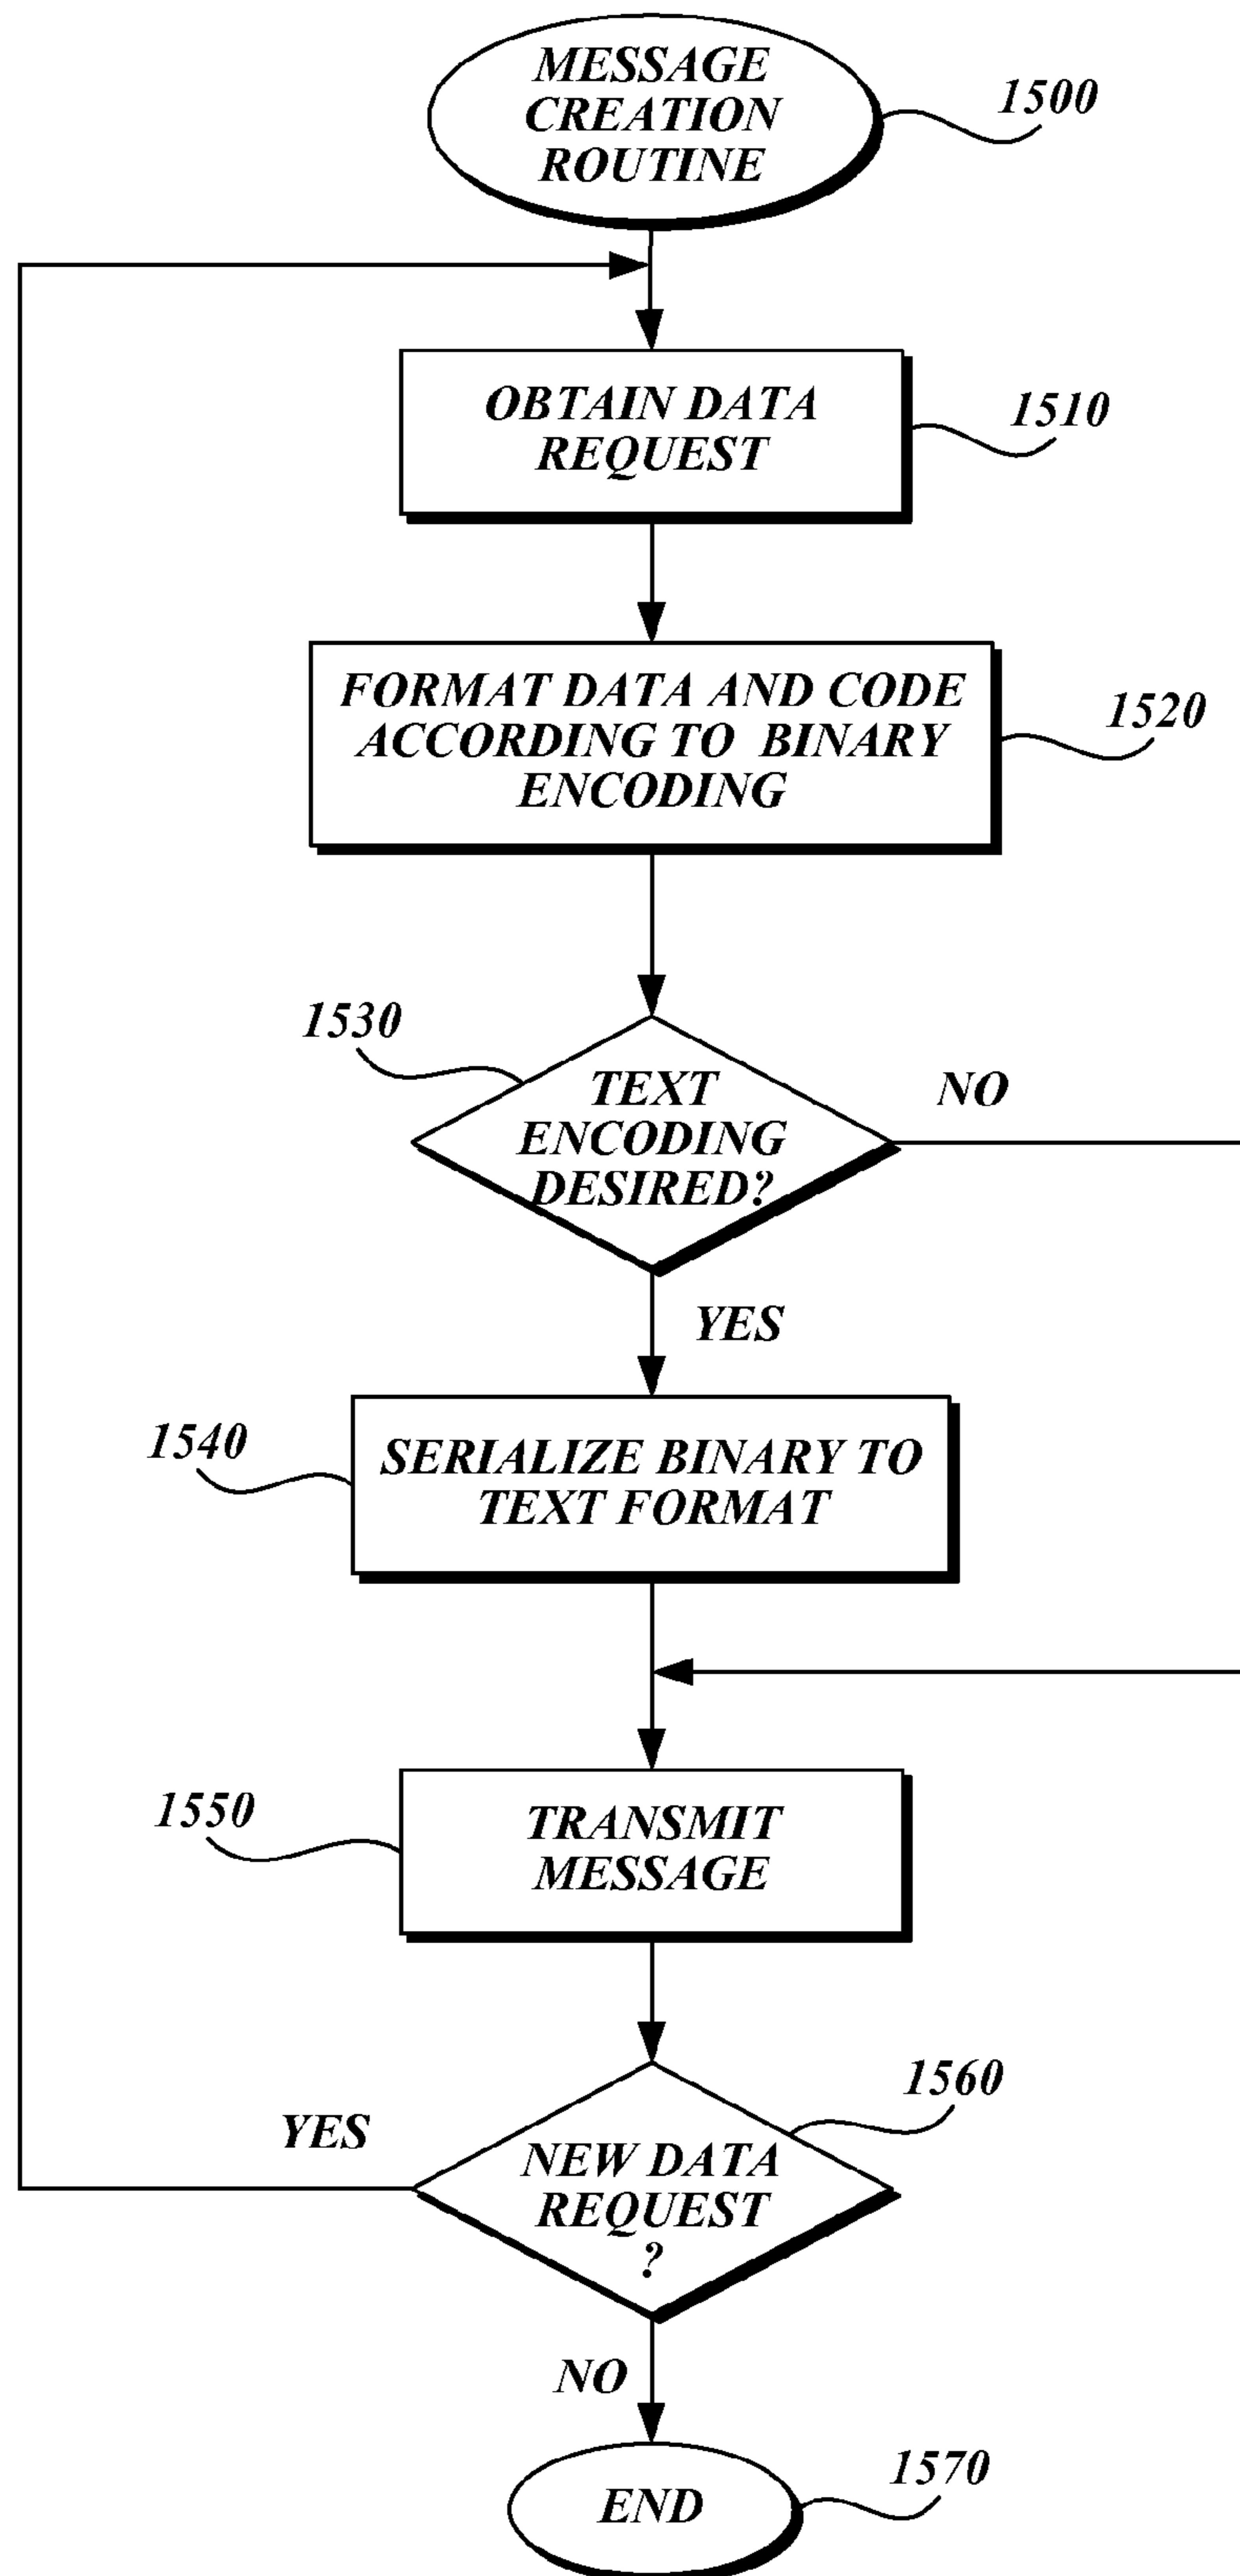 MESSAGE
CREATION
ROUTINE
1500
OBTAIN DATA
REQUEST
1510
FORMAT DATA AND CODE
ACCORDING TO BINARY
ENCODING
1520
1530
TEXT
ENCODING
DESIRED?
NO
YES
1540
SERIALIZE BINARY TO
TEXT FORMAT
1550
TRANSMIT
MESSAGE
1560
YES
NEW DATA
REQUEST
?
NO
END
1570